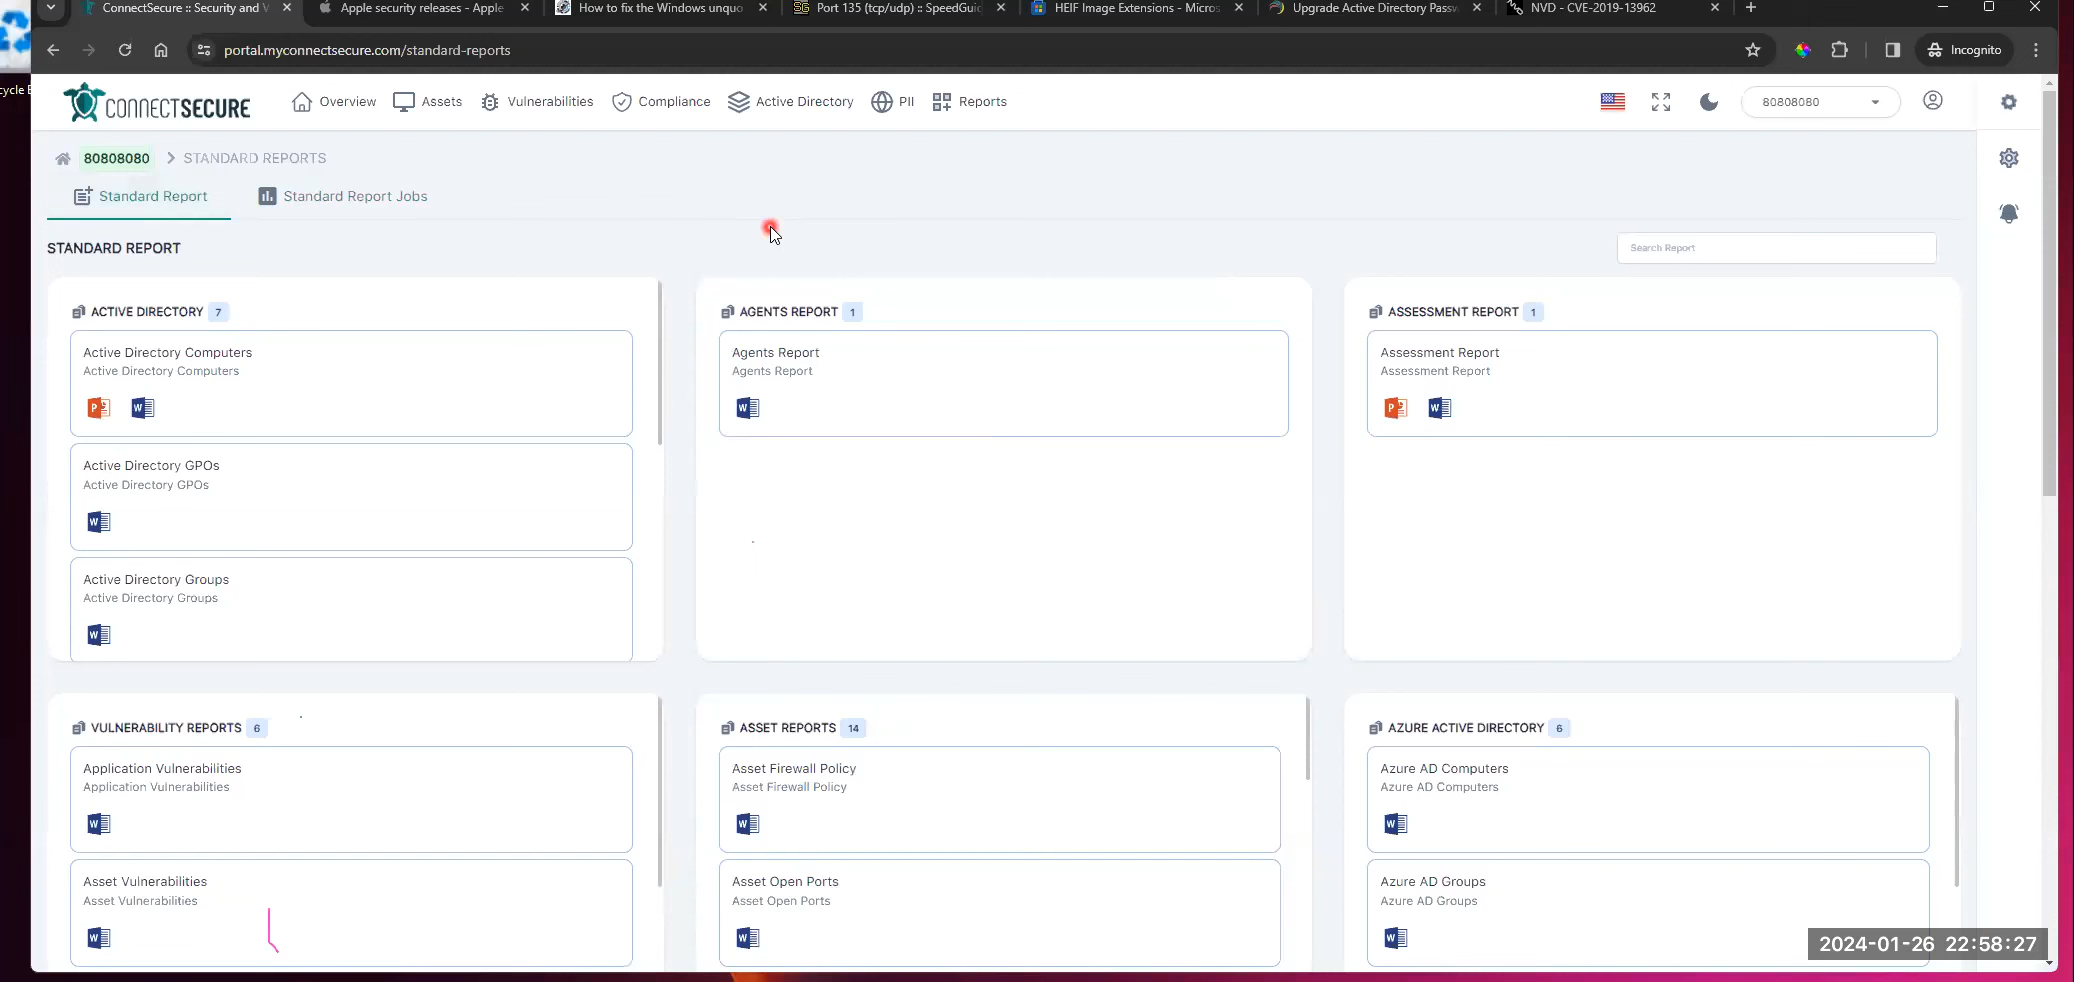 ConnectSecure :: Security and V
Apple security releases - Apple
How to fix the Windows unquo
Port 135 (tcp/udp) :: SpeedGuid
HEIF Image Extensions - Micros
Upgrade Active Directory Passw
NVD - CVE-2019-13962
portal.myconnectsecure.com/standard-reports
Incognito
cycle B
CONNECTSECURE
Overview
Assets
Vulnerabilities
Compliance
Active Directory
PII
Reports
80808080
80808080 > STANDARD REPORTS
Standard Report
Standard Report Jobs
STANDARD REPORT
Search Report
ACTIVE DIRECTORY 7
Active Directory Computers
Active Directory Computers
Active Directory GPOs
Active Directory GPOs
Active Directory Groups
Active Directory Groups
AGENTS REPORT 1
Agents Report
Agents Report
ASSESSMENT REPORT 1
Assessment Report
Assessment Report
VULNERABILITY REPORTS 6
Application Vulnerabilities
Application Vulnerabilities
Asset Vulnerabilities
Asset Vulnerabilities
ASSET REPORTS 14
Asset Firewall Policy
Asset Firewall Policy
Asset Open Ports
Asset Open Ports
AZURE ACTIVE DIRECTORY 6
Azure AD Computers
Azure AD Computers
Azure AD Groups
Azure AD Groups
2024-01-26 22:58:27